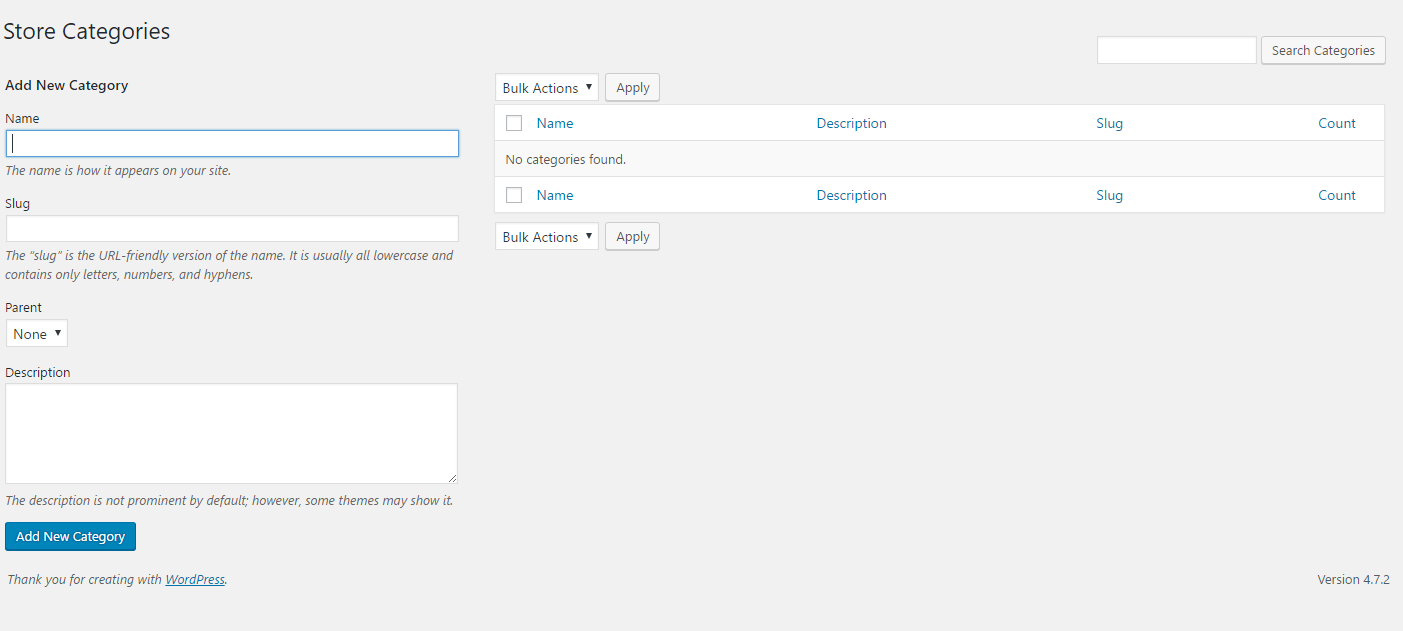 Store Categories
Search Categories
Add New Category
Name
The name is how it appears on your site.
Slug
The “slug” is the URL-friendly version of the name. It is usually all lowercase and
contains only letters, numbers, and hyphens.
Parent
None
Description
The description is not prominent by default; however, some themes may show it.
Add New Category
Bulk Actions Apply
Name Description Slug Count
No categories found.
Name Description Slug Count
Bulk Actions Apply
Thank you for creating with WordPress.
Version 4.7.2